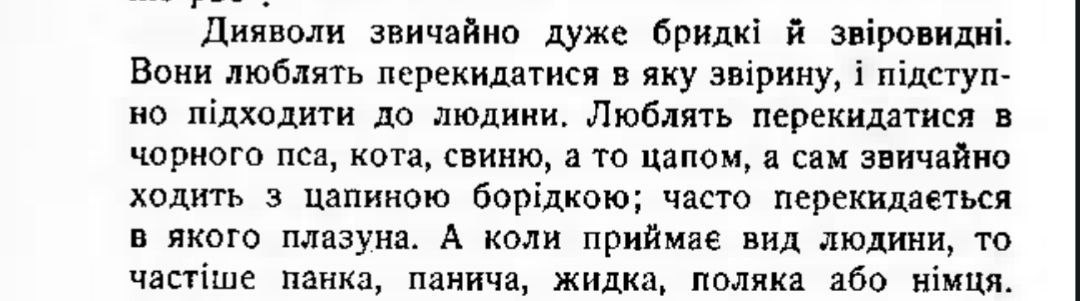 Дияволи звичайно дуже бридкі й звіровидні.
Вони люблять перекидатися в яку звірину, і підступ-
но підходити до людини. Люблять перекидатися в
чорного пса, кота, свиню, а то цапом, а сам звичайно
ходить з цапиною борідкою; часто перекидається
в якого плазуна. А коли приймає вид людини, то
частіше панка, панича, жидка, поляка або німця.